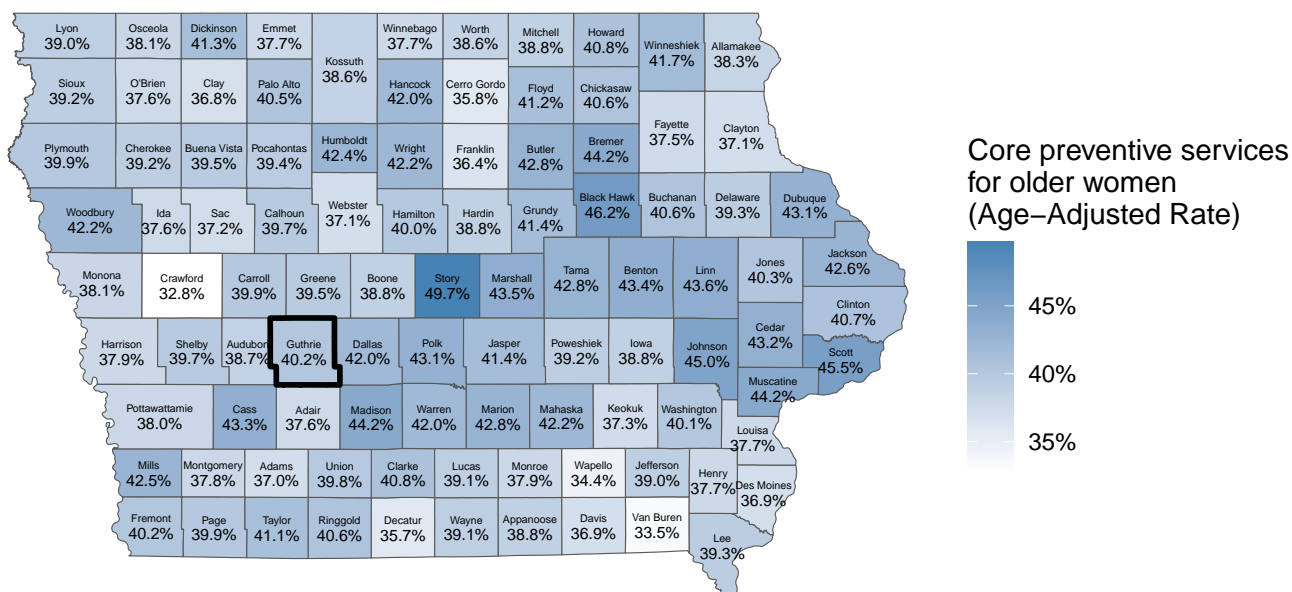 Lyon
39.0%
Osceola
38.1%
Dickinson
41.3%
Emmet
37.7%
Kossuth
38.6%
Winnebago
37.7%
Worth
38.6%
Mitchell
38.8%
Howard
40.8%
Winneshiek
41.7%
Allamakee
38.3%
Sioux
39.2%
O'Brien
37.6%
Clay
36.8%
Palo Alto
40.5%
Hancock
42.0%
Cerro Gordo
35.8%
Floyd
41.2%
Chickasaw
40.6%
Fayette
37.5%
Clayton
37.1%
Plymouth
39.9%
Cherokee
39.2%
Buena Vista
39.5%
Pocahontas
39.4%
Humboldt
42.4%
Wright
42.2%
Franklin
36.4%
Butler
42.8%
Bremer
44.2%
Woodbury
42.2%
Ida
37.6%
Sac
37.2%
Calhoun
39.7%
Webster
37.1%
Hamilton
40.0%
Hardin
38.8%
Grundy
41.4%
Black Hawk
46.2%
Buchanan
40.6%
Delaware
39.3%
Dubuque
43.1%
Monona
38.1%
Crawford
32.8%
Carroll
39.9%
Greene
39.5%
Boone
38.8%
Story
49.7%
Marshall
43.5%
Tama
42.8%
Benton
43.4%
Linn
43.6%
Jones
40.3%
Jackson
42.6%
Clinton
40.7%
Harrison
37.9%
Shelby
39.7%
Audubon
38.7%
Guthrie
40.2%
Dallas
42.0%
Polk
43.1%
Jasper
41.4%
Poweshiek
39.2%
Iowa
38.8%
Johnson
45.0%
Cedar
43.2%
Scott
45.5%
Muscatine
44.2%
Pottawattamie
38.0%
Cass
43.3%
Adair
37.6%
Madison
44.2%
Warren
42.0%
Marion
42.8%
Mahaska
42.2%
Keokuk
37.3%
Washington
40.1%
Louisa
37.7%
Mills
42.5%
Montgomery
37.8%
Adams
37.0%
Union
39.8%
Clarke
40.8%
Lucas
39.1%
Monroe
37.9%
Wapello
34.4%
Jefferson
39.0%
Henry
37.7%
Des Moines
36.9%
Fremont
40.2%
Page
39.9%
Taylor
41.1%
Ringgold
40.6%
Decatur
35.7%
Wayne
39.1%
Appanoose
38.8%
Davis
36.9%
Van Buren
33.5%
Lee
39.3%
Core preventive services
for older women
(Age−Adjusted Rate)
45%
40%
35%